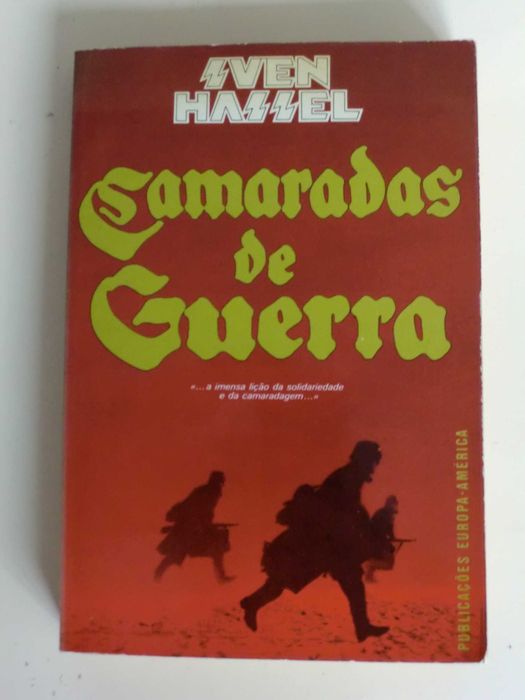 SVEN
HASSEL
Camaradas
de
Guerra
«...a imensa lição da solidariedade
e da camaradagem...»
PUBLICAÇÕES EUROPA-AMÉRICA